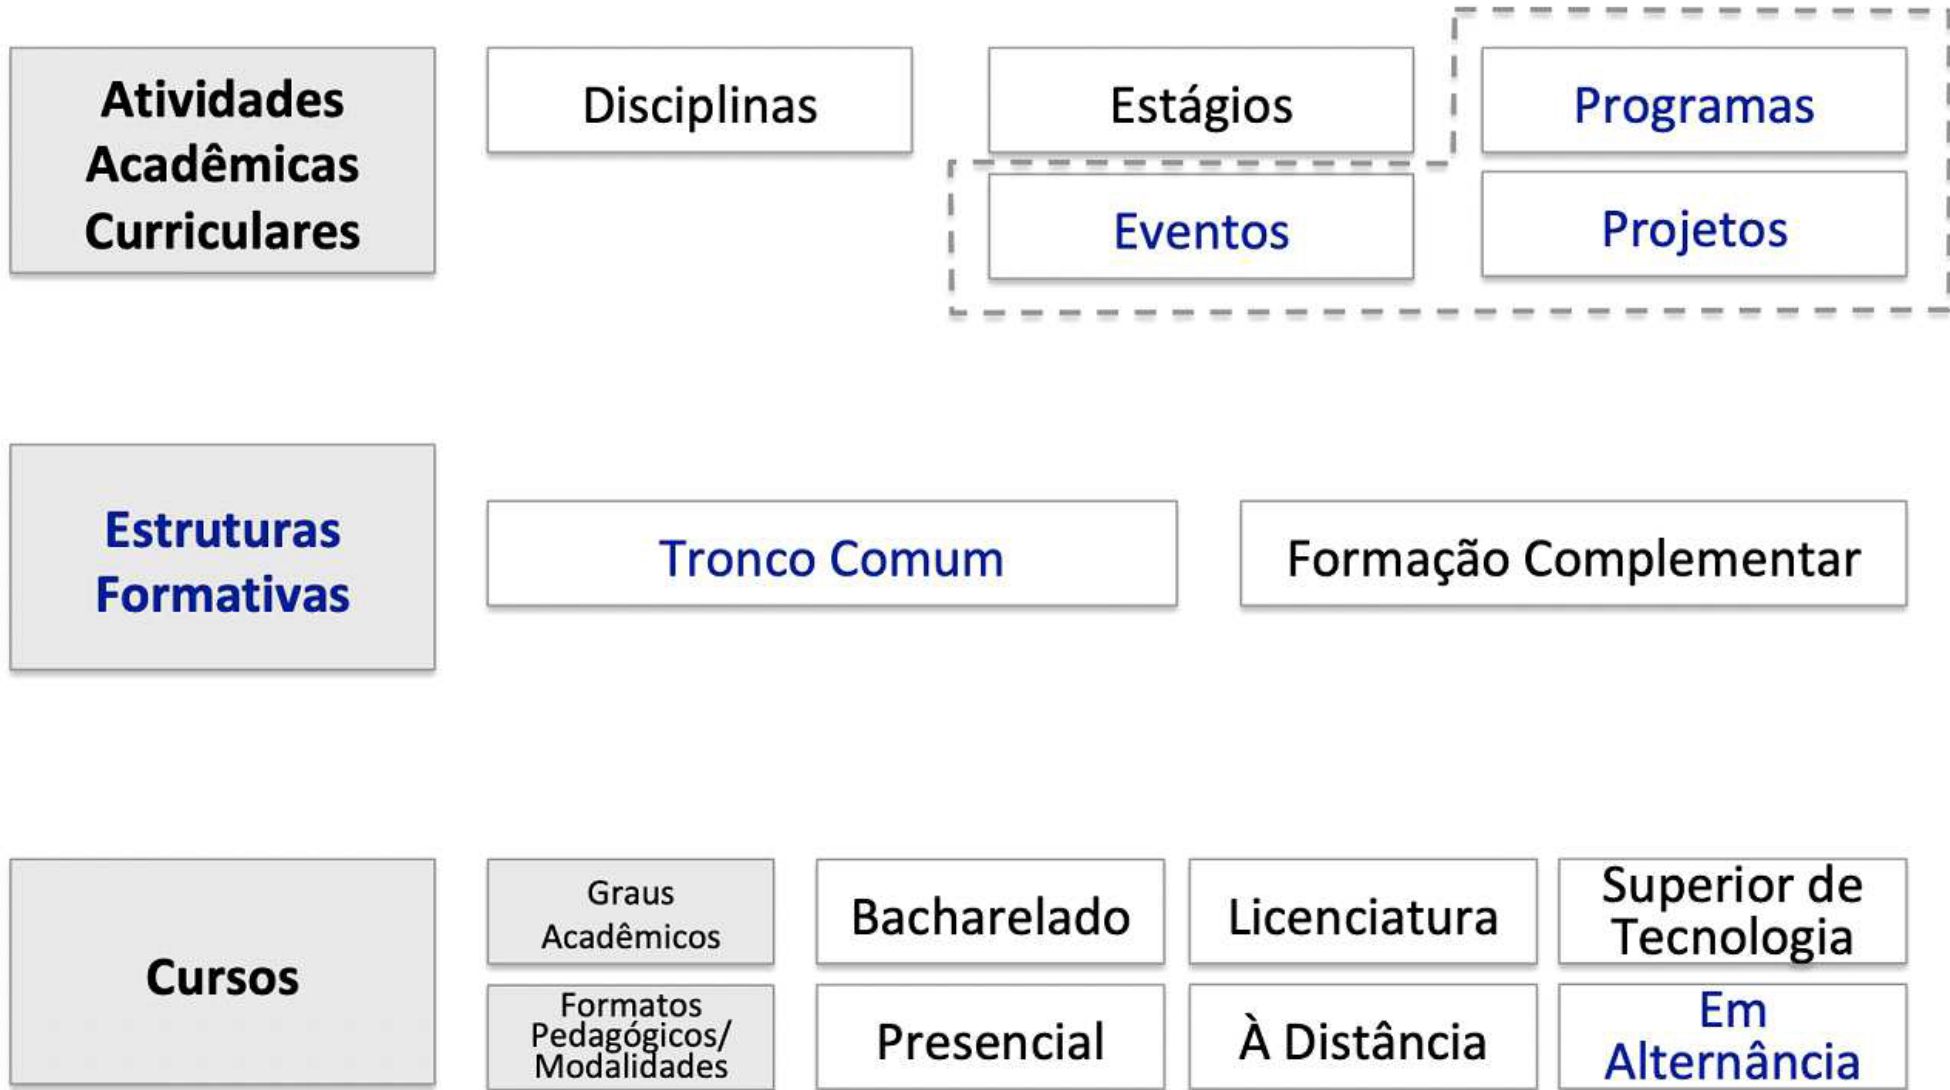 Atividades
Acadêmicas
Curriculares
Disciplinas
Estágios
Programas
Eventos
Projetos
Estruturas
Formativas
Tronco Comum
Formação Complementar
Cursos
Graus
Acadêmicos
Bacharelado
Licenciatura
Superior de
Tecnologia
Formatos
Pedagógicos/
Modalidades
Presencial
À Distância
Em
Alternância